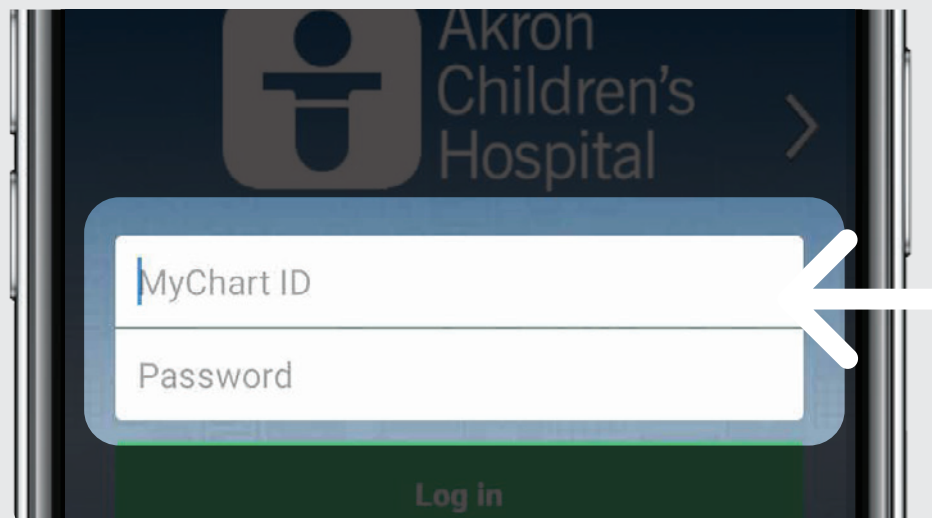 Akron
Children's
Hospital
MyChart ID
Password
Log in